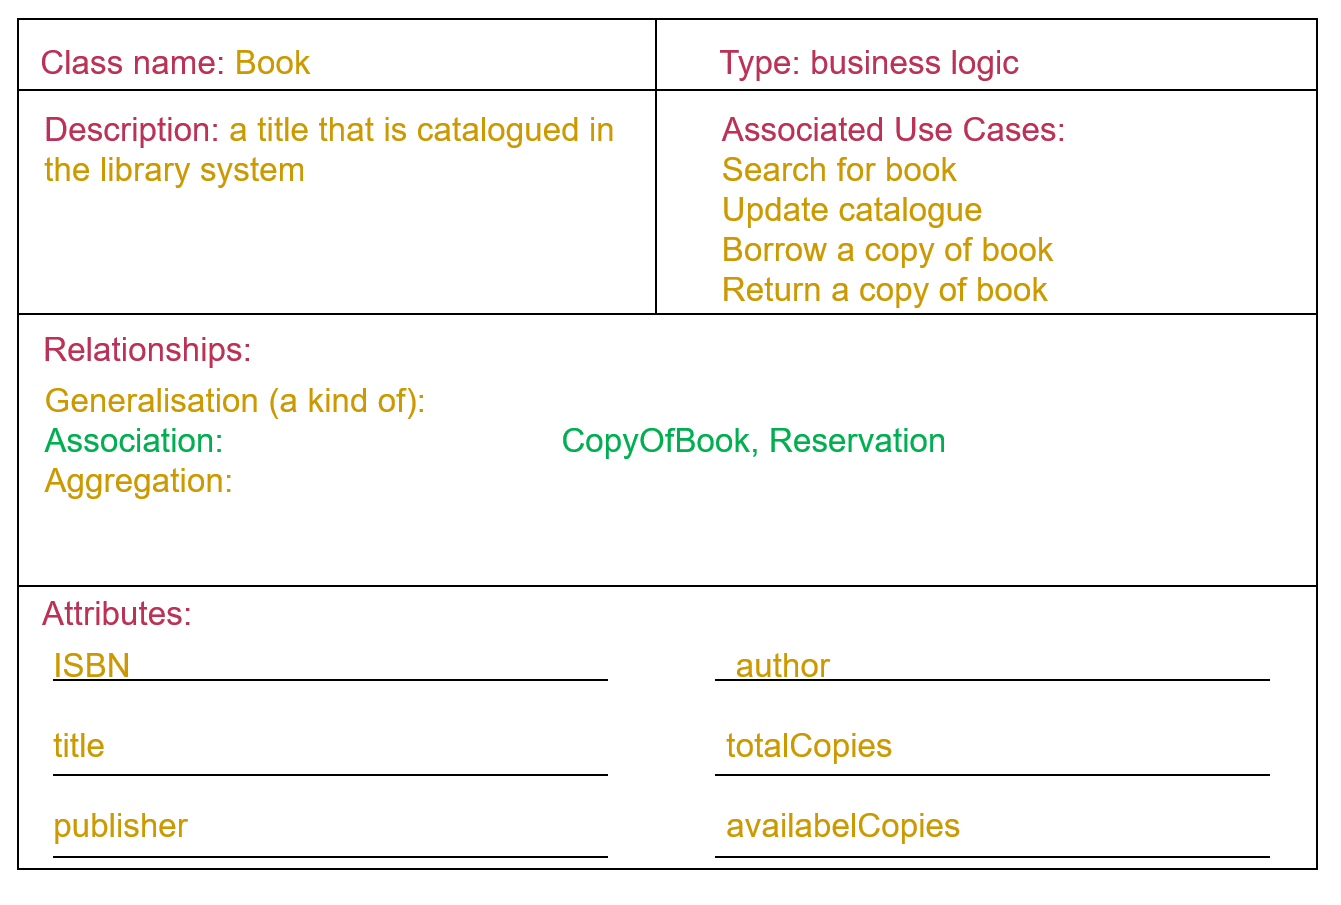 Class name: Book
Type: business logic
Description: a title that is catalogued in
the library system
Associated Use Cases:
Search for book
Update catalogue
Borrow a copy of book
Return a copy of book
Relationships:
Generalisation (a kind of):
Association: CopyOfBook, Reservation
Aggregation:
Attributes:
ISBN
author
title
totalCopies
publisher
availabelCopies